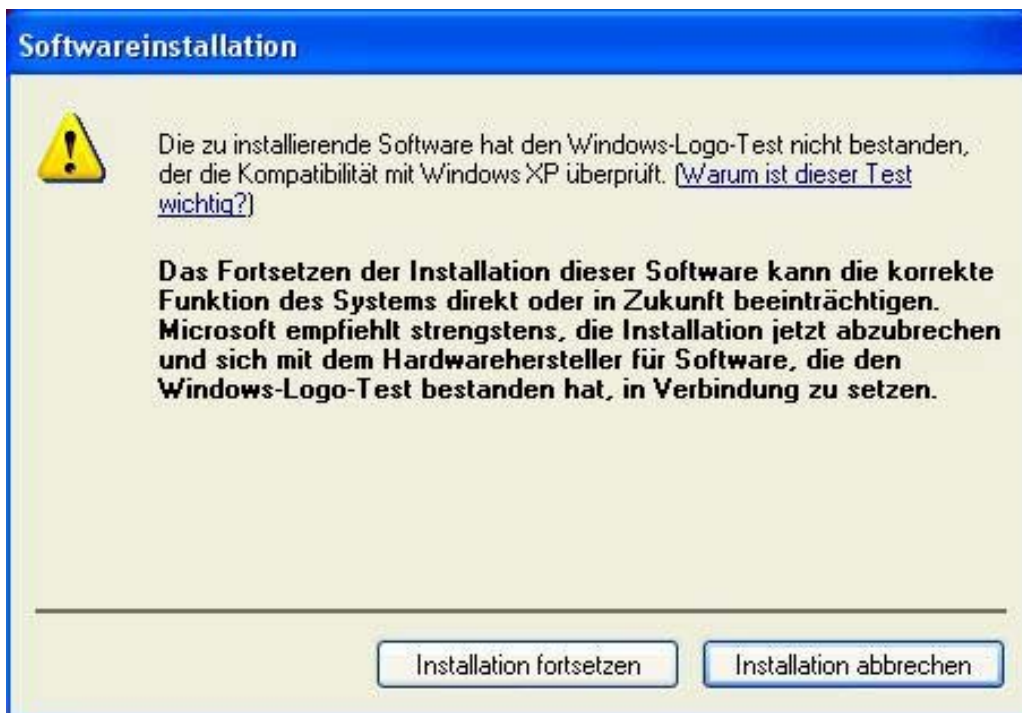 Softwareinstallation
Die zu installierende Software hat den Windows-Logo-Test nicht bestanden,
der die Kompatibilität mit Windows XP überprüft. (Warum ist dieser Test
wichtig?)
Das Fortsetzen der Installation dieser Software kann die korrekte
Funktion des Systems direkt oder in Zukunft beeinträchtigen.
Microsoft empfiehlt strengstens, die Installation jetzt abzubrechen
und sich mit dem Hardwarehersteller für Software, die den
Windows-Logo-Test bestanden hat, in Verbindung zu setzen.
Installation fortsetzen Installation abbrechen